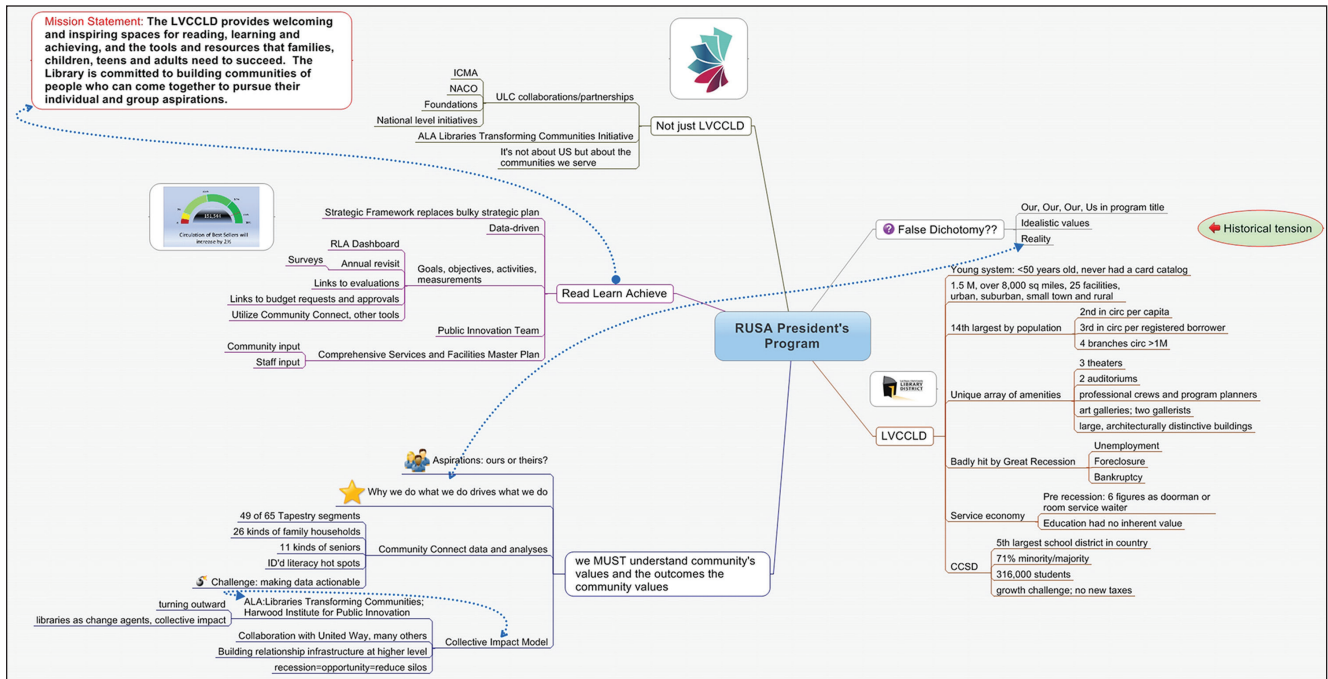 Mission Statement: The LVCCLD provides welcoming
and inspiring spaces for reading, learning and
achieving, and the tools and resources that families,
children, teens and adults need to succeed. The
Library is committed to building communities of
people who can come together to pursue their
individual and group aspirations.
ICMA
NACO
Foundations
National level initiatives
ULC collaborations/partnerships
ALA Libraries Transforming Communities Initiative
It's not about US but about the
communities we serve
Not just LVCCLD
Circulation of Best Sellers will
increase by 2%
Strategic Framework replaces bulky strategic plan
Data-driven
RLA Dashboard
Surveys
Annual revisit
Links to evaluations
Links to budget requests and approvals
Utilize Community Connect, other tools
Goals, objectives, activities,
measurements
Public Innovation Team
Community input
Staff input
Comprehensive Services and Facilities Master Plan
Read Learn Achieve
RUSA President's
Program
? False Dichotomy??
Our, Our, Our, Us in program title
Idealistic values
Reality
Historical tension
LIBRARY
DISTRICT
LVCCLD
Young system: <50 years old, never had a card catalog
1.5 M, over 8,000 sq miles, 25 facilities,
urban, suburban, small town and rural
14th largest by population
2nd in circ per capita
3rd in circ per registered borrower
4 branches circ >1M
Unique array of amenities
3 theaters
2 auditoriums
professional crews and program planners
art galleries; two gallerists
large, architecturally distinctive buildings
Badly hit by Great Recession
Unemployment
Foreclosure
Bankruptcy
Service economy
Pre recession: 6 figures as doorman or
room service waiter
Education had no inherent value
CCSD
5th largest school district in country
71% minority/majority
316,000 students
growth challenge; no new taxes
Aspirations: ours or theirs?
Why we do what we do drives what we do
49 of 65 Tapestry segments
26 kinds of family households
11 kinds of seniors
ID'd literacy hot spots
Challenge: making data actionable
Community Connect data and analyses
we MUST understand community's
values and the outcomes the
community values
turning outward
libraries as change agents, collective impact
ALA:Libraries Transforming Communities;
Harwood Institute for Public Innovation
Collaboration with United Way, many others
Building relationship infrastructure at higher level
recession=opportunity=reduce silos
Collective Impact Model